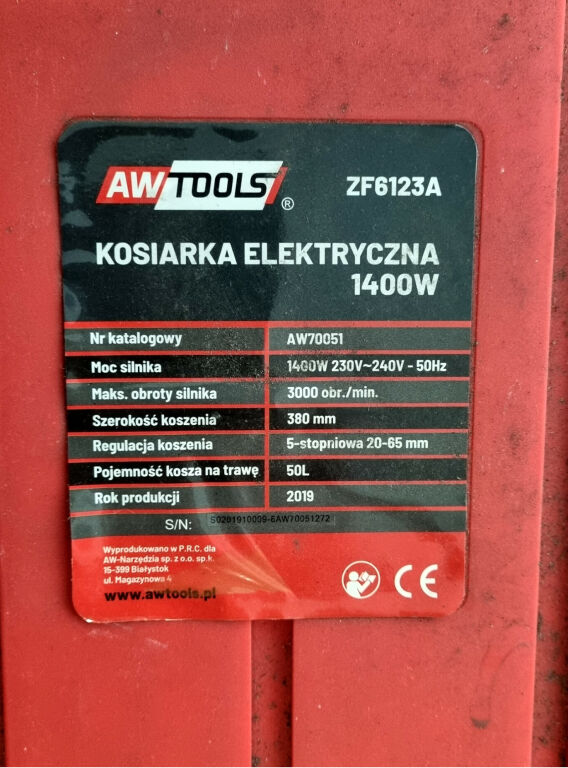 AWTOOLS ® ZF6123A
KOSIARKA ELEKTRYCZNA
1400W
Nr katalogowy AW70051
Moc silnika 1400W 230V~240V - 50Hz
Maks. obroty silnika 3000 obr./min.
Szerokość koszenia 380 mm
Regulacja koszenia 5-stopniowa 20-65 mm
Pojemność kosza na trawę 50L
Rok produkcji 2019
S/N: S0201910009-6AW70051272
Wyprodukowano w P.R.C. dla
AW-Narzędzia sp. z o.o. sp.k.
15-399 Białystok
ul. Magazynowa 4
www.awtools.pl
CE